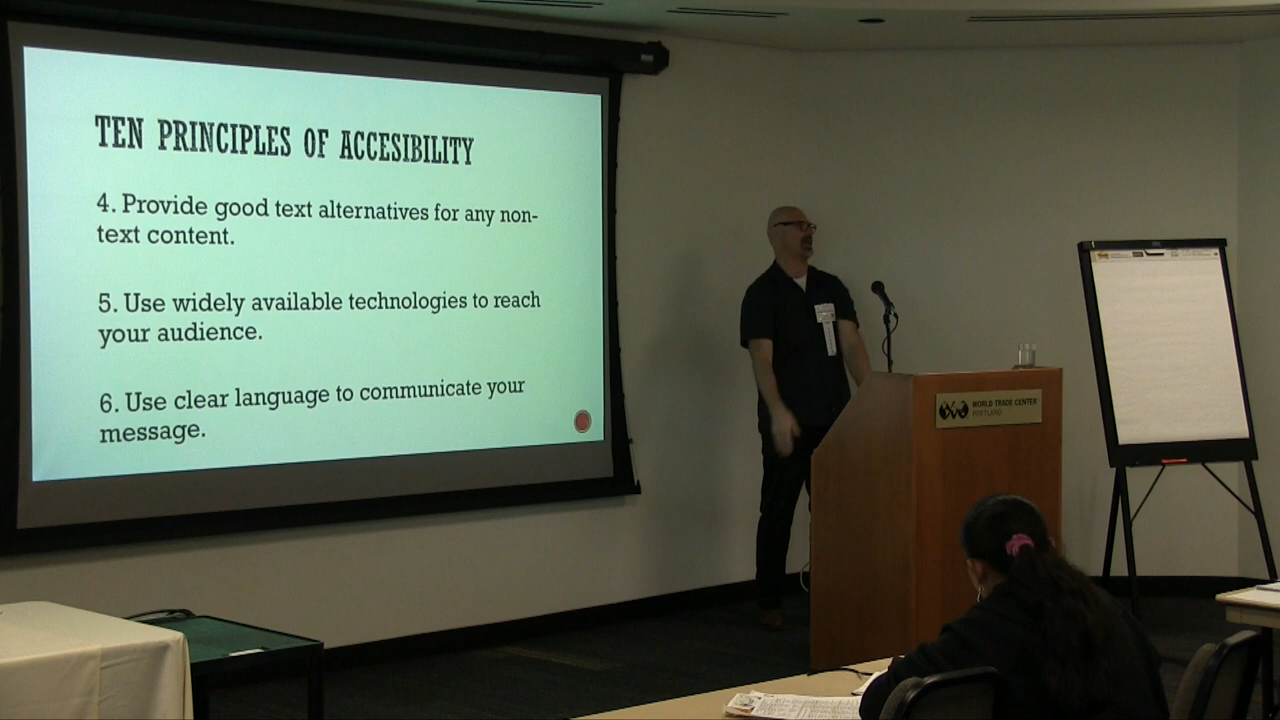 TEN PRINCIPLES OF ACCESIBILITY
4. Provide good text alternatives for any non-
text content.
5. Use widely available technologies to reach
your audience.
6. Use clear language to communicate your
message.
WORLD TRADE CENTER
PORTLAND